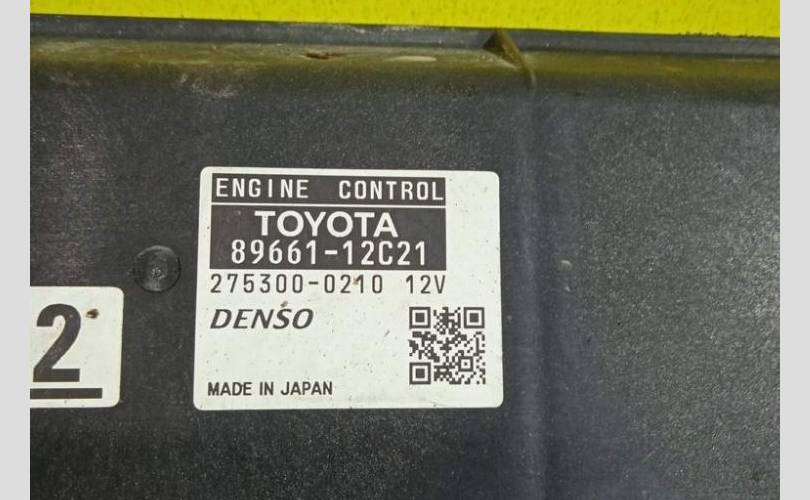 ENGINE CONTROL
TOYOTA
89661-12C21
275300-0210 12V
DENSO
MADE IN JAPAN
2